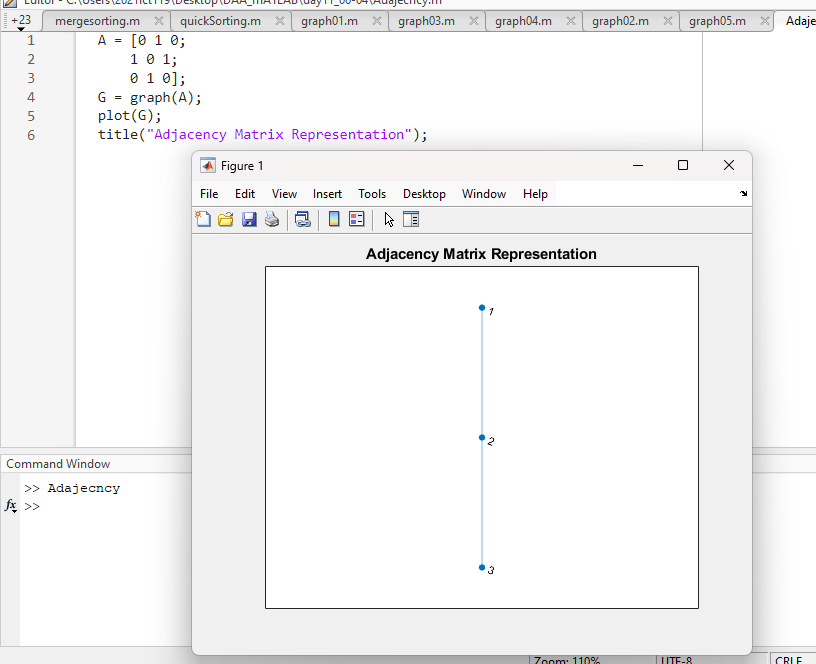 Editor - C:\Users\2021ict119\Desktop\DAA_mATLAB\day11_06-04\Adajecncy.m
+23 mergesorting.m quickSorting.m graph01.m graph03.m graph04.m graph02.m graph05.m Adaje
1 A = [0 1 0;
2 1 0 1;
3 0 1 0];
4 G = graph(A);
5 plot(G);
6 title("Adjacency Matrix Representation");
Figure 1
File Edit View Insert Tools Desktop Window Help
Adjacency Matrix Representation
1
2
3
Command Window
>> Adajecncy
fx >>
Zoom: 110% UTF-8 CRLF